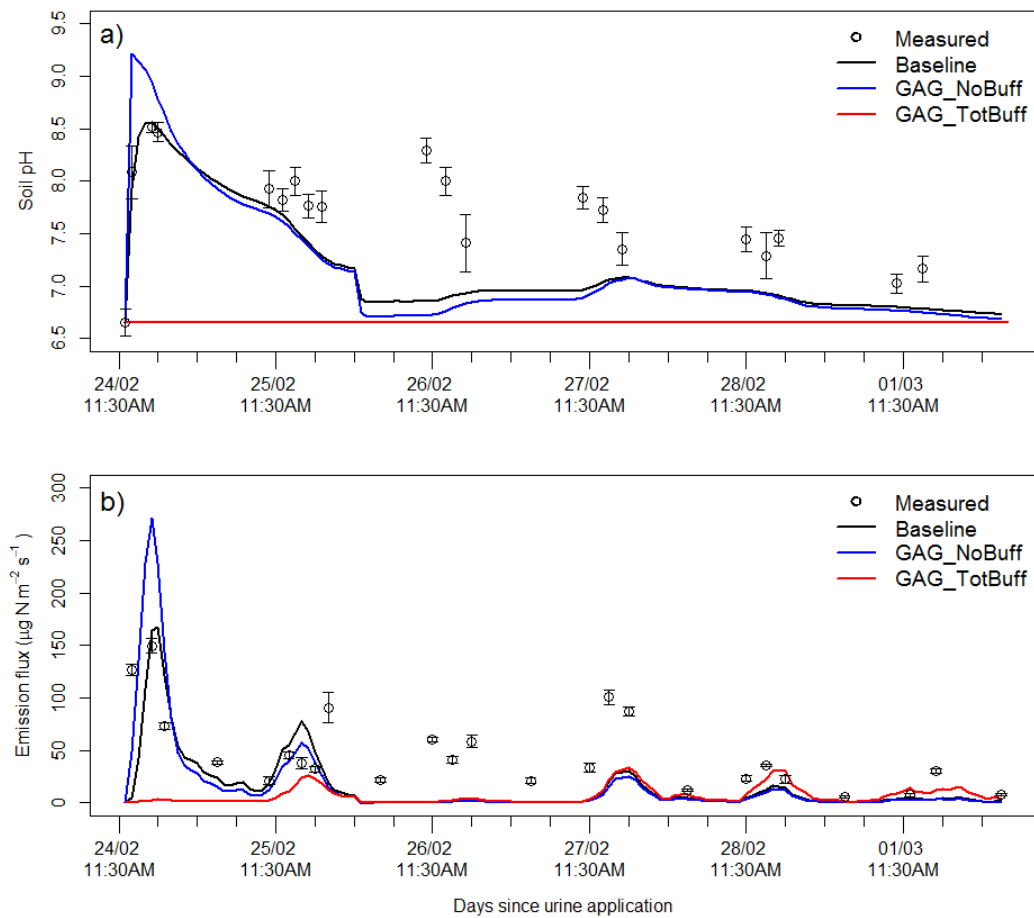 a)
Soil pH
9.5
9.0
8.5
8.0
7.5
7.0
6.5
Measured
Baseline
GAG_NoBuff
GAG_TotBuff
24/02 25/02 26/02 27/02 28/02 01/03
11:30AM 11:30AM 11:30AM 11:30AM 11:30AM 11:30AM
b)
Emission flux (µg N m⁻² s⁻¹ )
300
250
200
150
100
50
0
Measured
Baseline
GAG_NoBuff
GAG_TotBuff
24/02 25/02 26/02 27/02 28/02 01/03
11:30AM 11:30AM 11:30AM 11:30AM 11:30AM 11:30AM
Days since urine application